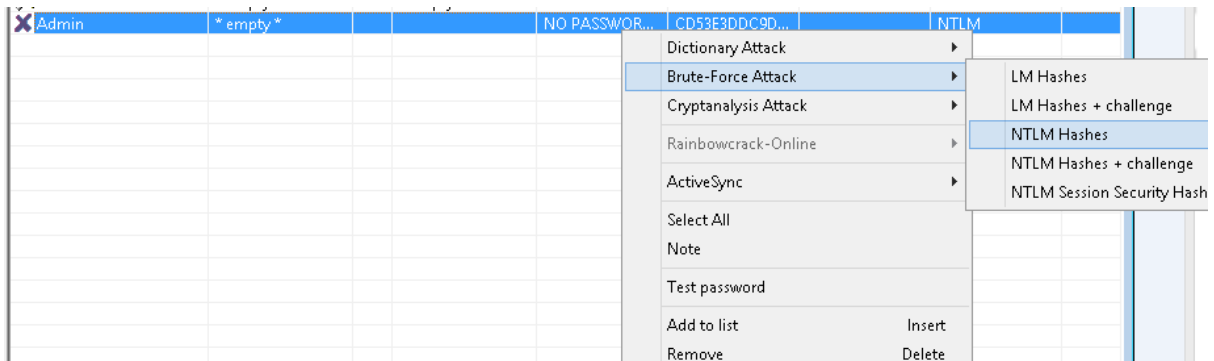 Admin * empty * NO PASSWOR... CD53E3DDC9D... NTLM
Dictionary Attack
Brute-Force Attack
Cryptanalysis Attack
Rainbowcrack-Online
ActiveSync
Select All
Note
Test password
Add to list Insert
Remove Delete
LM Hashes
LM Hashes + challenge
NTLM Hashes
NTLM Hashes + challenge
NTLM Session Security Hash